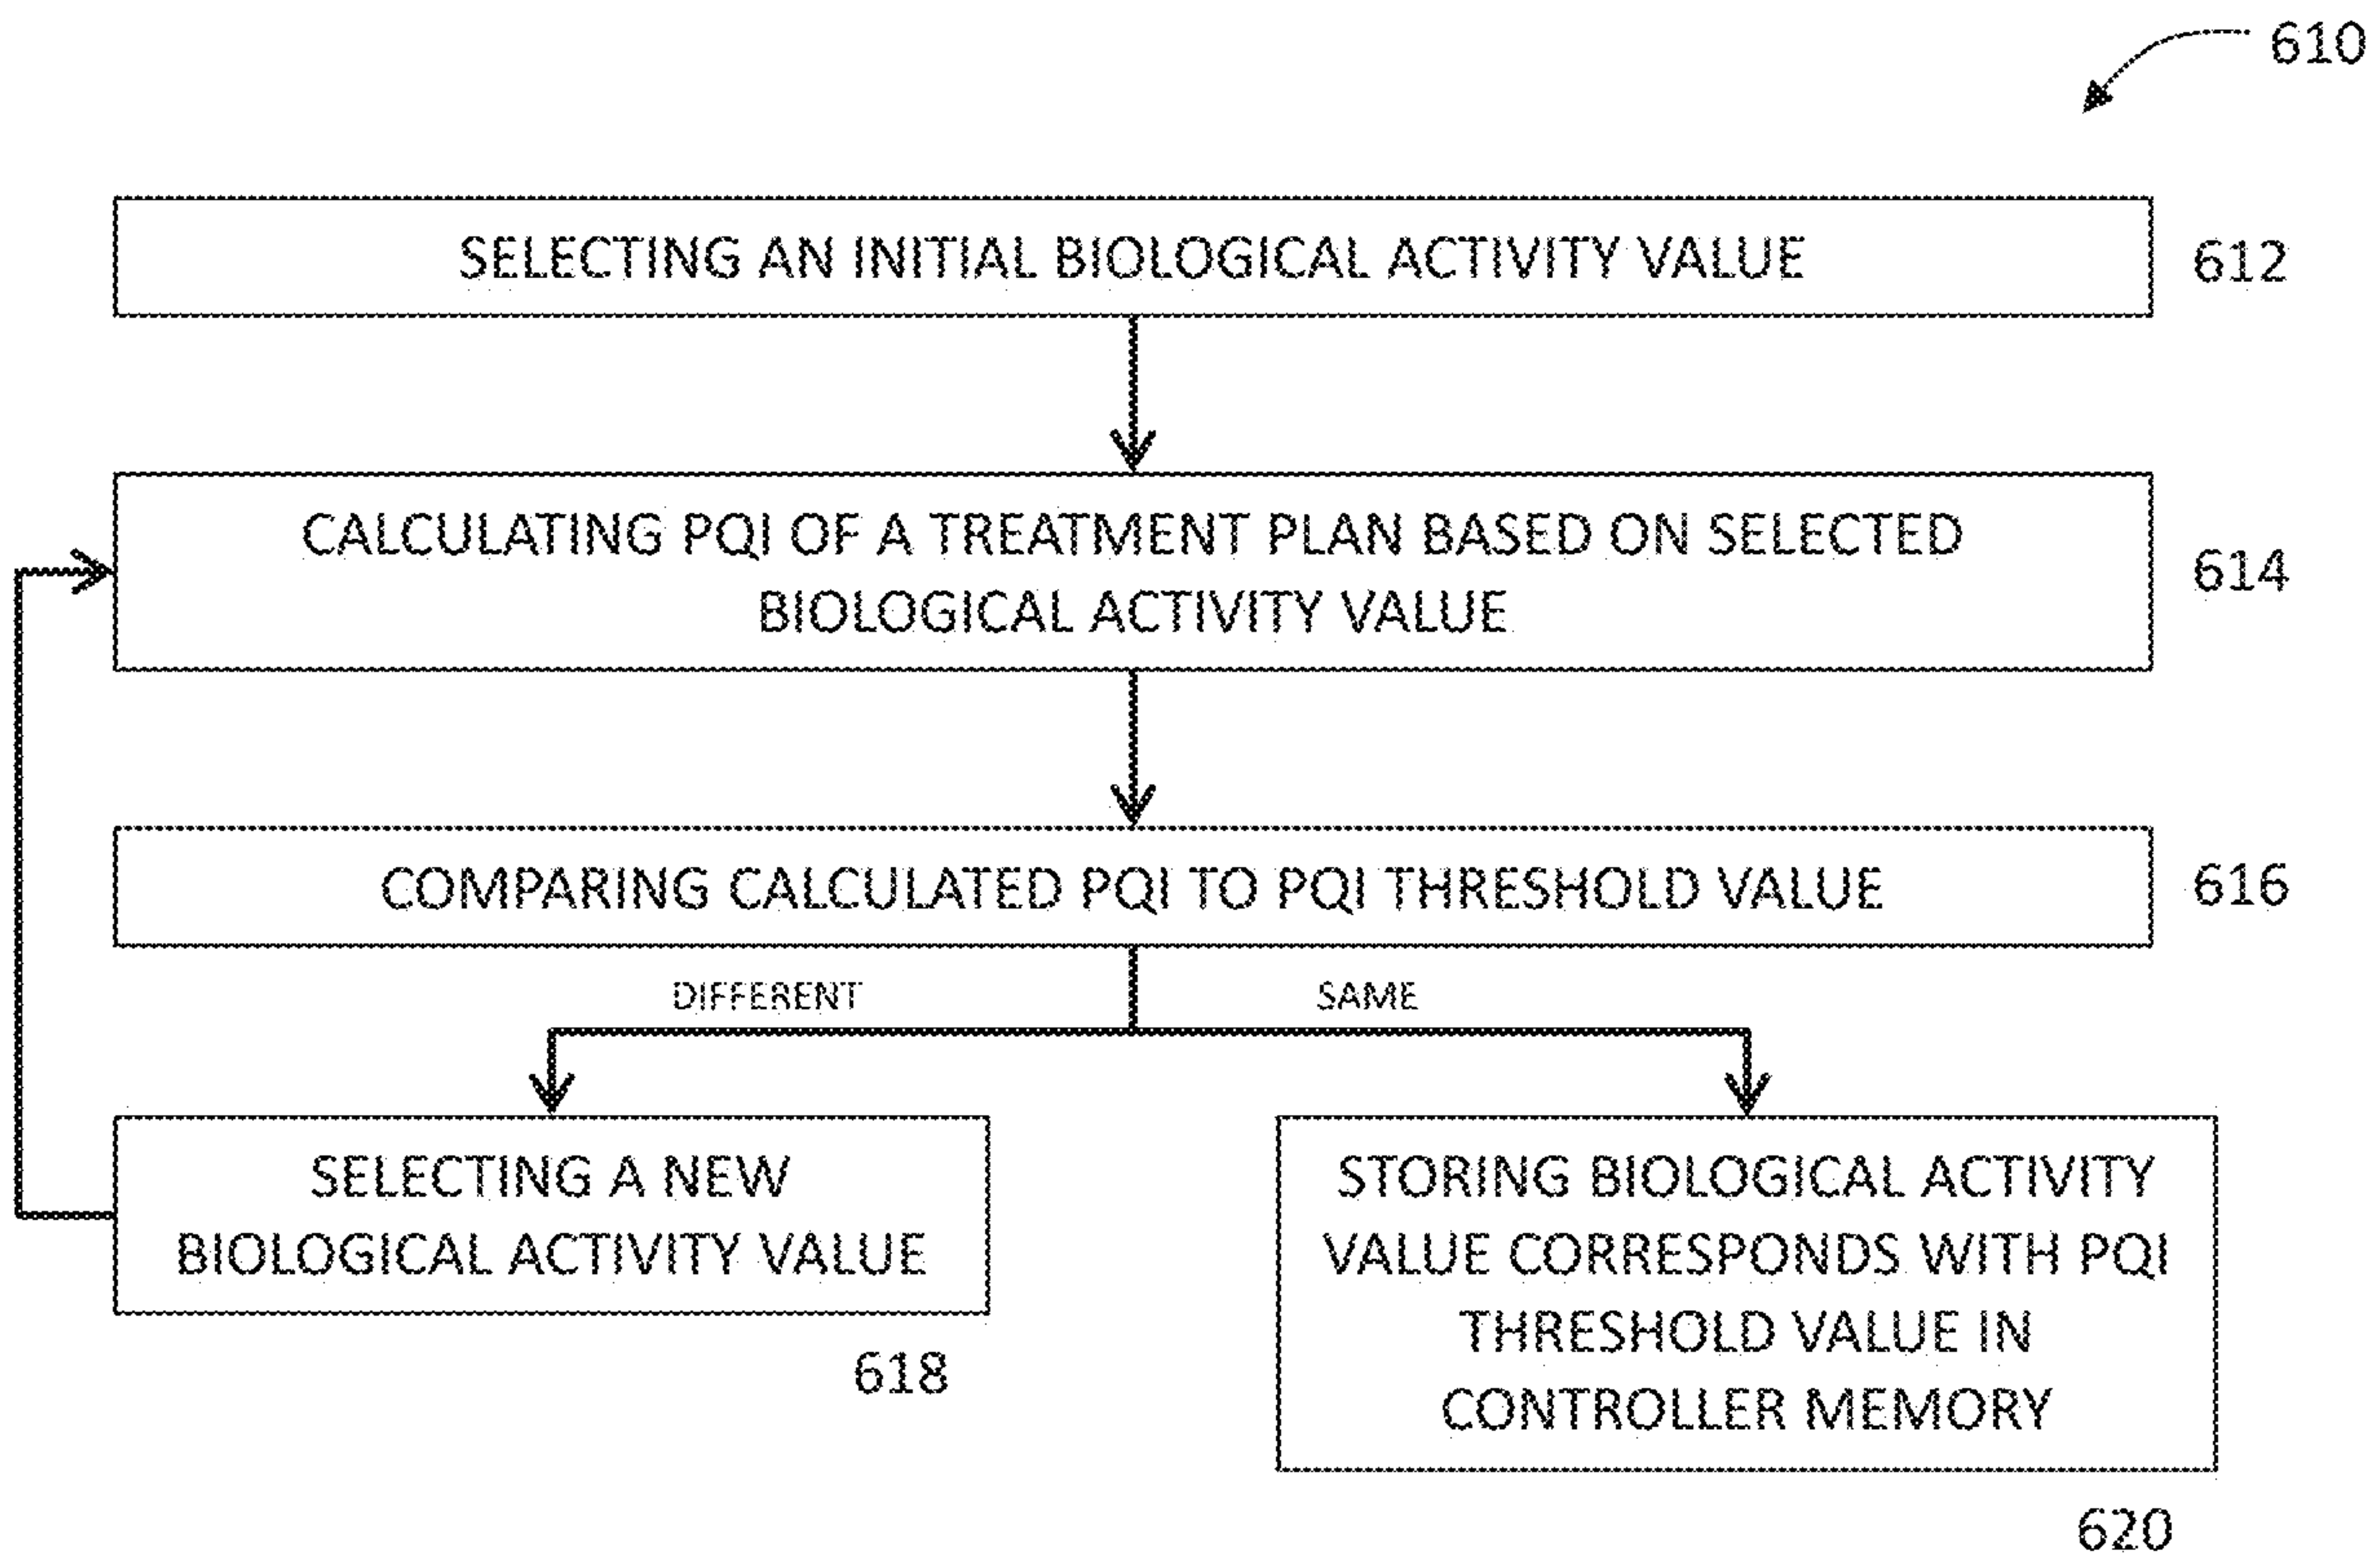 610
SELECTING AN INITIAL BIOLOGICAL ACTIVITY VALUE
612
CALCULATING PQI OF A TREATMENT PLAN BASED ON SELECTED
BIOLOGICAL ACTIVITY VALUE
614
COMPARING CALCULATED PQI TO PQI THRESHOLD VALUE
616
DIFFERENT
SAME
SELECTING A NEW
BIOLOGICAL ACTIVITY VALUE
618
STORING BIOLOGICAL ACTIVITY
VALUE CORRESPONDS WITH PQI
THRESHOLD VALUE IN
CONTROLLER MEMORY
620